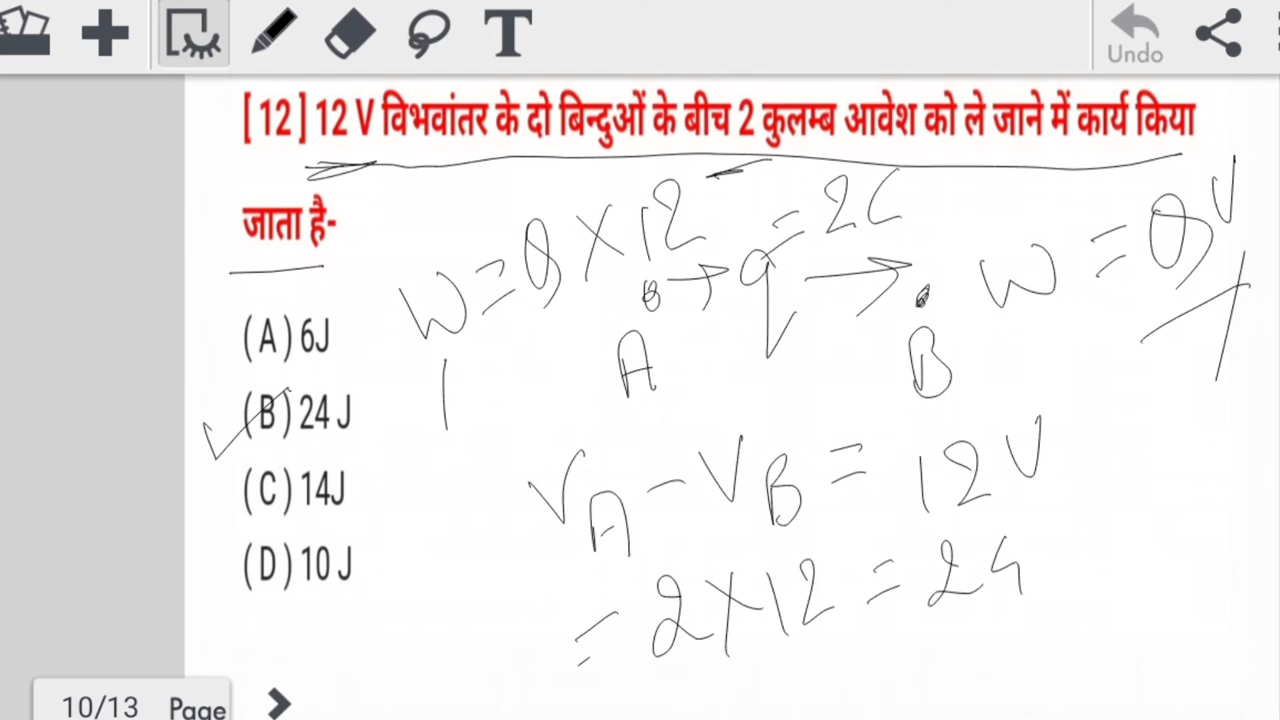 T
Undo
[ 12 ] 12 V विभवांतर के दो बिन्दुओं के बीच 2 कुलम्ब आवेश को ले जाने में कार्य किया
जाता है-
W = Q × 12
q = 2C
W = QV
A
B
( A ) 6J
( B ) 24 J
( C ) 14J
( D ) 10 J
VA - VB = 12V
= 2 × 12 = 24
10/13 Page